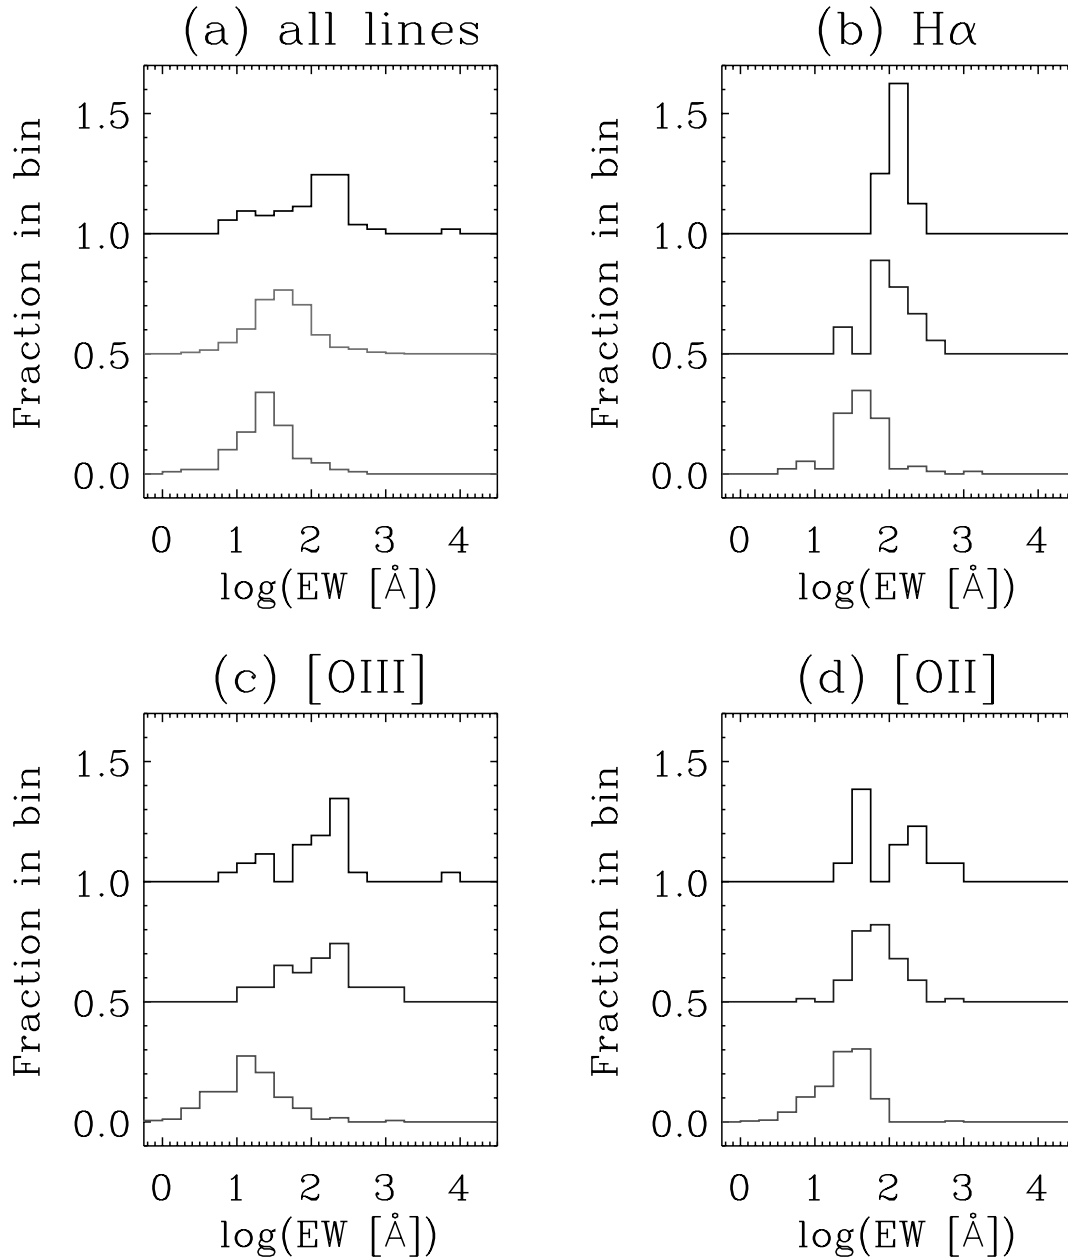 (a) all lines
Fraction in bin
1.5
1.0
0.5
0.0
0 1 2 3 4
log(EW [Å])
(b) Hα
Fraction in bin
1.5
1.0
0.5
0.0
0 1 2 3 4
log(EW [Å])
(c) [OIII]
Fraction in bin
1.5
1.0
0.5
0.0
0 1 2 3 4
log(EW [Å])
(d) [OII]
Fraction in bin
1.5
1.0
0.5
0.0
0 1 2 3 4
log(EW [Å])